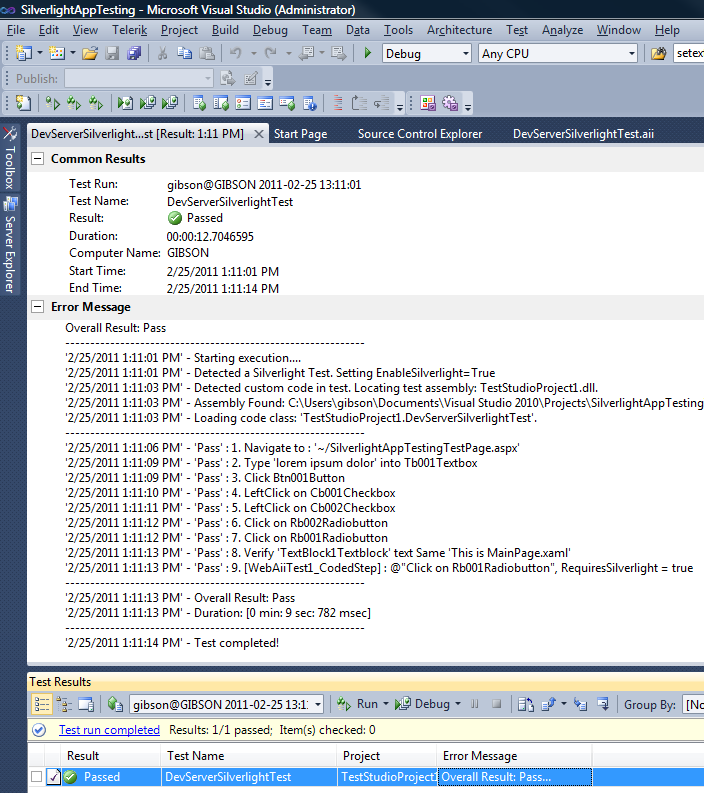 SilverlightAppTesting - Microsoft Visual Studio (Administrator)
File Edit View Telerik Project Build Debug Team Data Tools Architecture Test Analyze Window Help
Debug Any CPU setex
Publish:
DevServerSilverlight...st [Result: 1:11 PM] Start Page Source Control Explorer DevServerSilverlightTest.aii
Toolbox
Server Explorer
Common Results
Test Run: gibson@GIBSON 2011-02-25 13:11:01
Test Name: DevServerSilverlightTest
Result: Passed
Duration: 00:00:12.7046595
Computer Name: GIBSON
Start Time: 2/25/2011 1:11:01 PM
End Time: 2/25/2011 1:11:14 PM
Error Message
Overall Result: Pass
------------------------------------------------------------
'2/25/2011 1:11:01 PM' - Starting execution....
'2/25/2011 1:11:01 PM' - Detected a Silverlight Test. Setting EnableSilverlight=True
'2/25/2011 1:11:03 PM' - Detected custom code in test. Locating test assembly: TestStudioProject1.dll.
'2/25/2011 1:11:03 PM' - Assembly Found: C:\Users\gibson\Documents\Visual Studio 2010\Projects\SilverlightAppTesting
'2/25/2011 1:11:03 PM' - Loading code class: 'TestStudioProject1.DevServerSilverlightTest'.
------------------------------------------------------------
'2/25/2011 1:11:06 PM' - 'Pass' : 1. Navigate to : '~/SilverlightAppTestingTestPage.aspx'
'2/25/2011 1:11:09 PM' - 'Pass' : 2. Type 'lorem ipsum dolor' into Tb001Textbox
'2/25/2011 1:11:09 PM' - 'Pass' : 3. Click Btn001Button
'2/25/2011 1:11:10 PM' - 'Pass' : 4. LeftClick on Cb001Checkbox
'2/25/2011 1:11:11 PM' - 'Pass' : 5. LeftClick on Cb002Checkbox
'2/25/2011 1:11:12 PM' - 'Pass' : 6. Click on Rb002Radiobutton
'2/25/2011 1:11:12 PM' - 'Pass' : 7. Click on Rb001Radiobutton
'2/25/2011 1:11:13 PM' - 'Pass' : 8. Verify 'TextBlock1Textblock' text Same 'This is MainPage.xaml'
'2/25/2011 1:11:13 PM' - 'Pass' : 9. [WebAiiTest1_CodedStep] : @"Click on Rb001Radiobutton", RequiresSilverlight = true
------------------------------------------------------------
'2/25/2011 1:11:13 PM' - Overall Result: Pass
'2/25/2011 1:11:13 PM' - Duration: [0 min: 9 sec: 782 msec]
------------------------------------------------------------
'2/25/2011 1:11:14 PM' - Test completed!
Test Results
gibson@GIBSON 2011-02-25 13:1: Run Debug Group By: [No
Test run completed Results: 1/1 passed; Item(s) checked: 0
Result Test Name Project Error Message
Passed DevServerSilverlightTest TestStudioProject1 Overall Result: Pass...